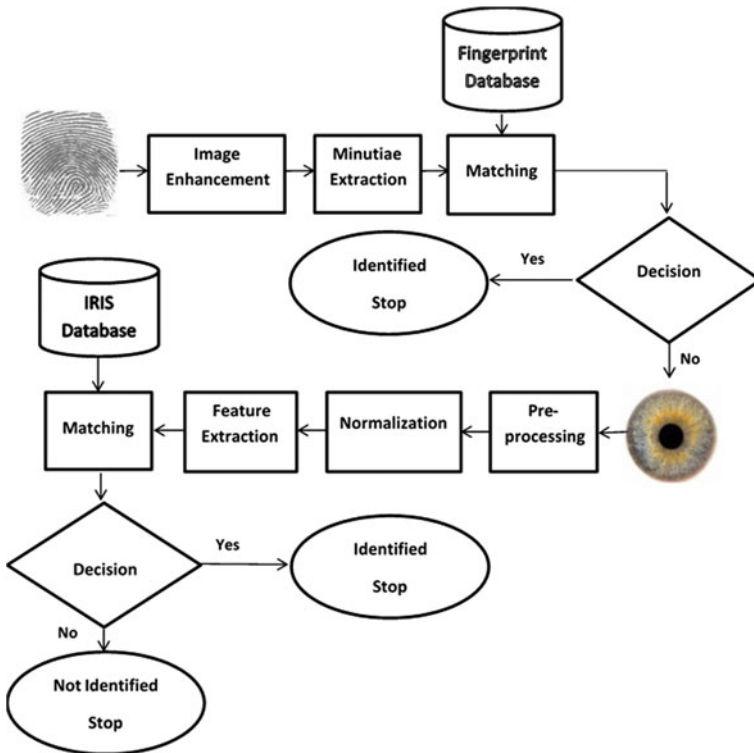 Fingerprint
Database
Image
Enhancement
Minutiae
Extraction
Matching
Identified
Stop
Yes
Decision
No
IRIS
Database
Matching
Feature
Extraction
Normalization
Pre-
processing
Decision
Yes
Identified
Stop
No
Not Identified
Stop